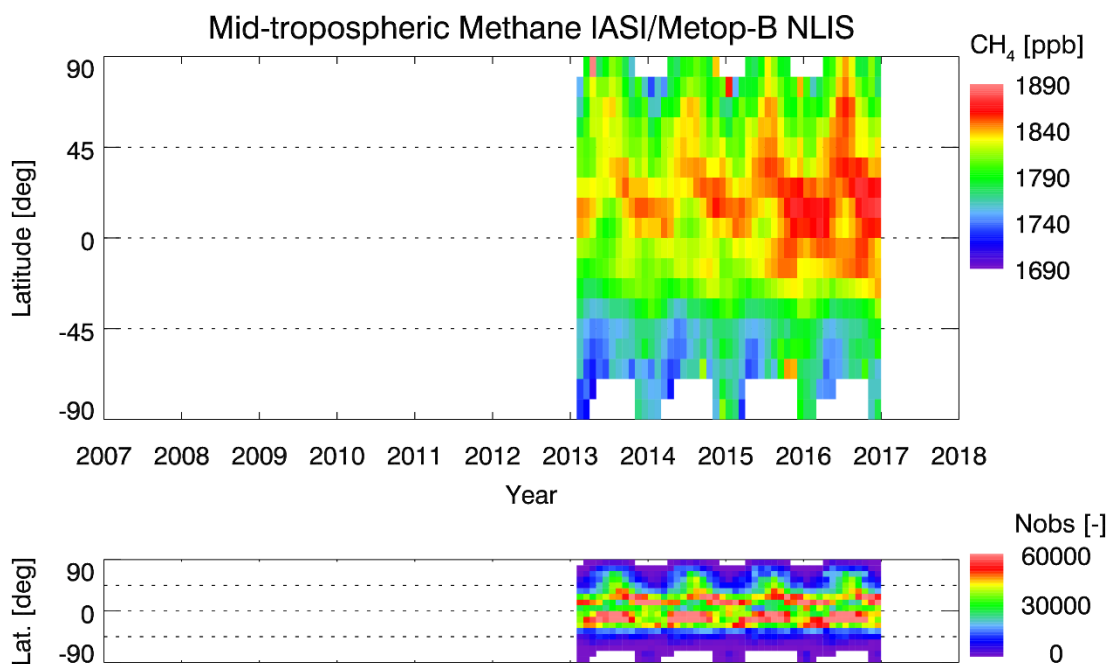 Mid-tropospheric Methane IASI/Metop-B NLIS
CH4 [ppb]
1890
1840
1790
1740
1690
Latitude [deg]
90
45
0
-45
-90
2007 2008 2009 2010 2011 2012 2013 2014 2015 2016 2017 2018
Year
Nobs [-]
60000
30000
0
Lat. [deg]
90
0
-90